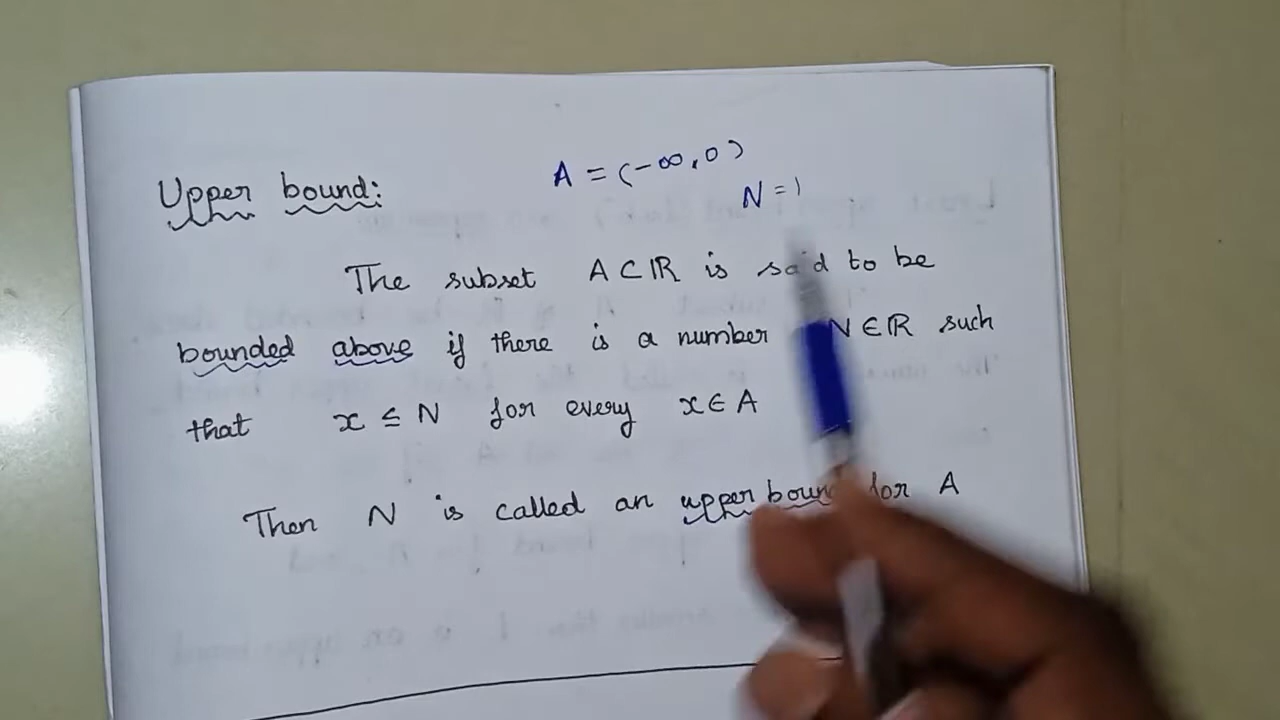 Upper bound:
A = (-∞, 0)
N = 1
The subset A ⊂ ℝ is said to be
bounded above if there is a number N ∈ ℝ such
that x ≤ N for every x ∈ A
Then N is called an upper bound for A